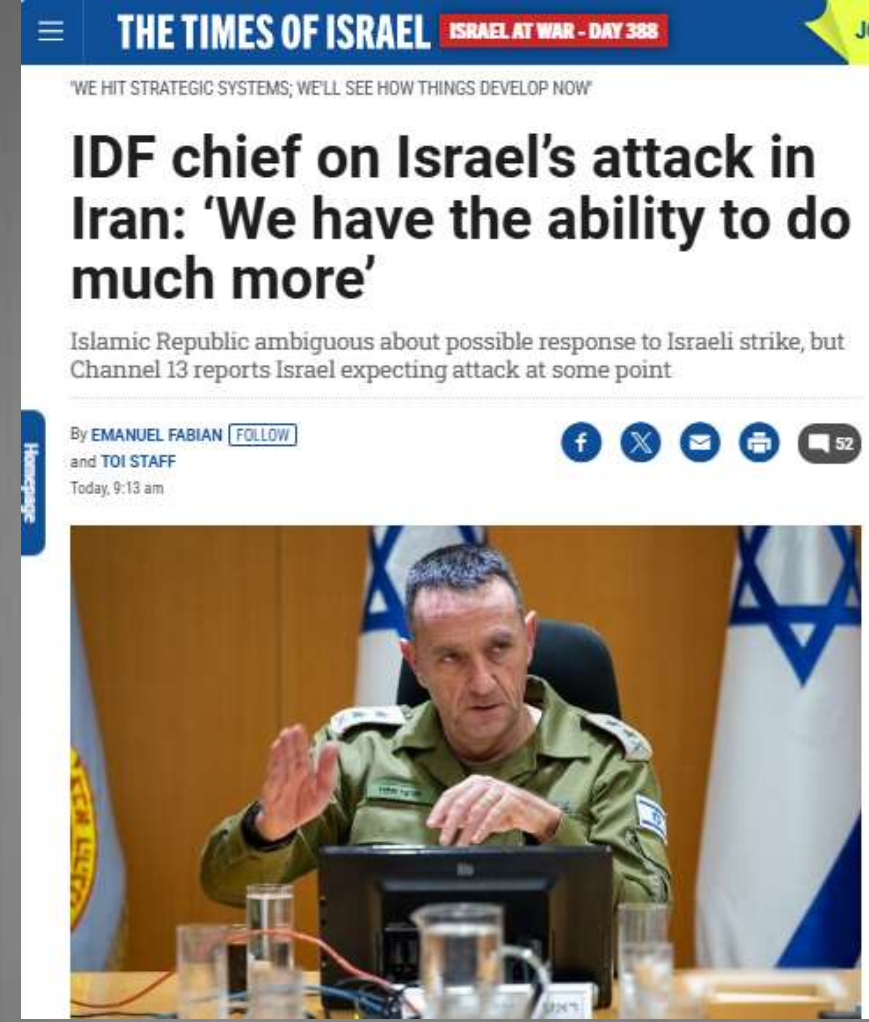 THE TIMES OF ISRAEL ISRAEL AT WAR - DAY 388
'WE HIT STRATEGIC SYSTEMS; WE'LL SEE HOW THINGS DEVELOP NOW'
IDF chief on Israel's attack in
Iran: ‘We have the ability to do
much more’
Islamic Republic ambiguous about possible response to Israeli strike, but
Channel 13 reports Israel expecting attack at some point
By EMANUEL FABIAN FOLLOW
and TOI STAFF
Today, 9:13 am
52
Homepage